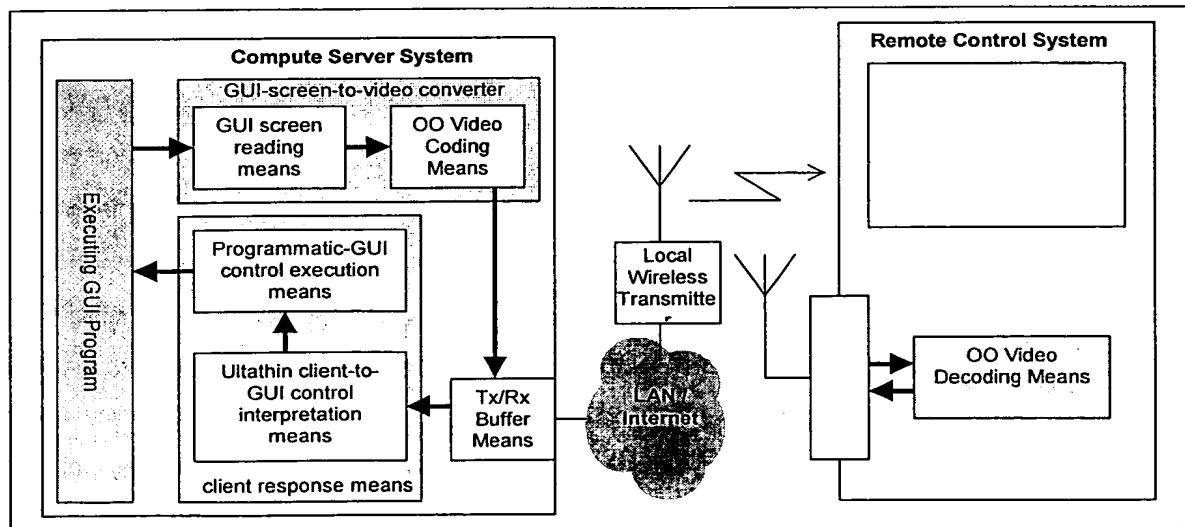 Compute Server System
GUI-screen-to-video converter
GUI screen
reading
means
OO Video
Coding
Means
Executing GUI Program
Programmatic-GUI
control execution
means
Ultathin client-to-
GUI control
interpretation
means
client response means
Tx/Rx
Buffer
Means
Local
Wireless
Transmitte
r
LAN /
Internet
Remote Control System
OO Video
Decoding Means